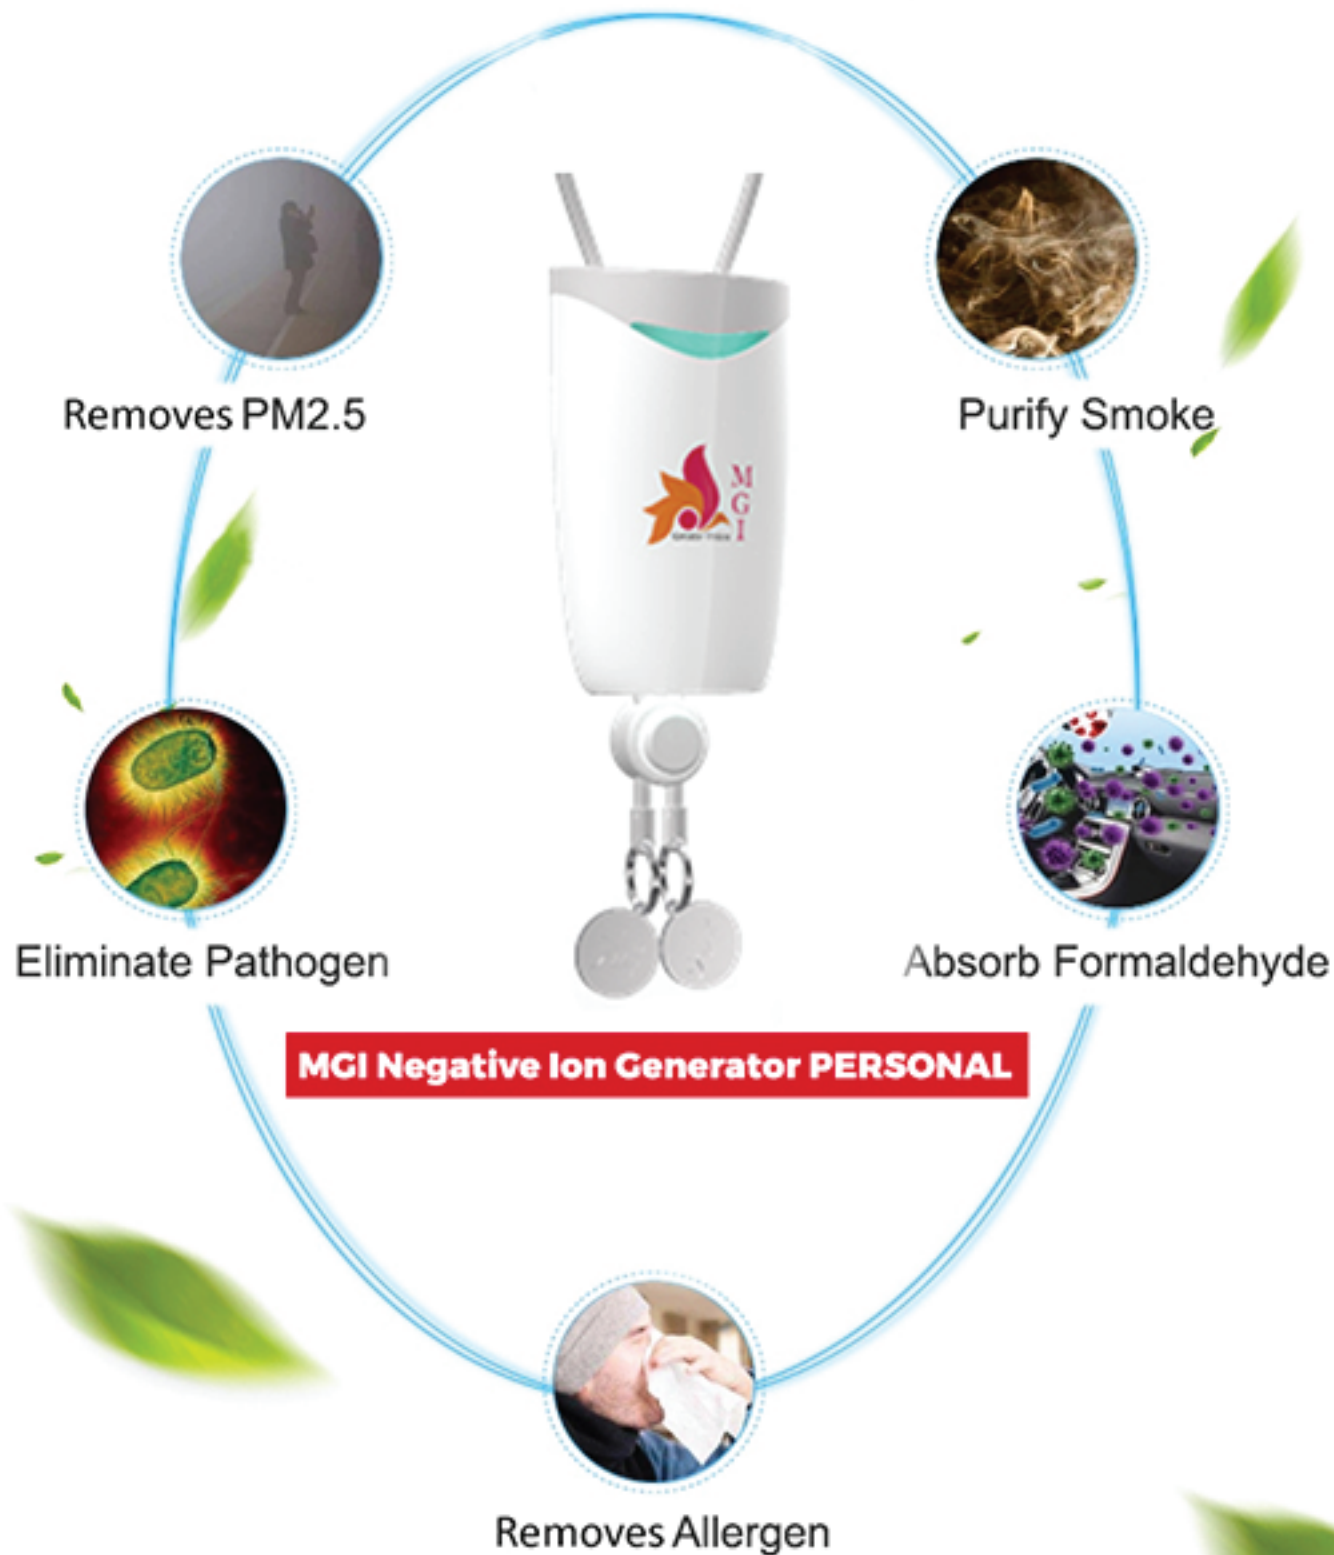 Removes PM2.5
Purify Smoke
M
G
I
Eliminate Pathogen
Absorb Formaldehyde
MGI Negative Ion Generator PERSONAL
Removes Allergen